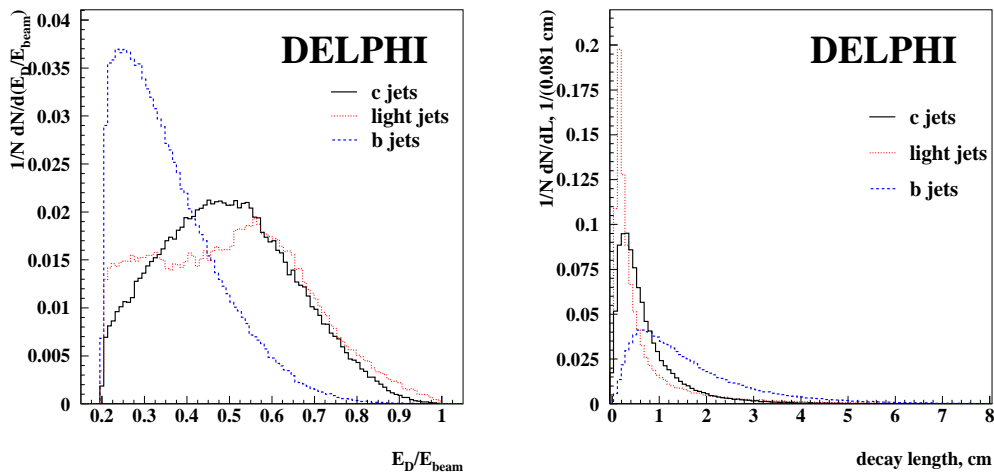 1/N dN/d(E_D/E_beam)
0.04
0.035
0.03
0.025
0.02
0.015
0.01
0.005
0
DELPHI
c jets
light jets
b jets
0.2 0.3 0.4 0.5 0.6 0.7 0.8 0.9 1
E_D/E_beam
1/N dN/dL, 1/(0.081 cm)
0.2
0.175
0.15
0.125
0.1
0.075
0.05
0.025
0
DELPHI
c jets
light jets
b jets
0 1 2 3 4 5 6 7 8
decay length, cm